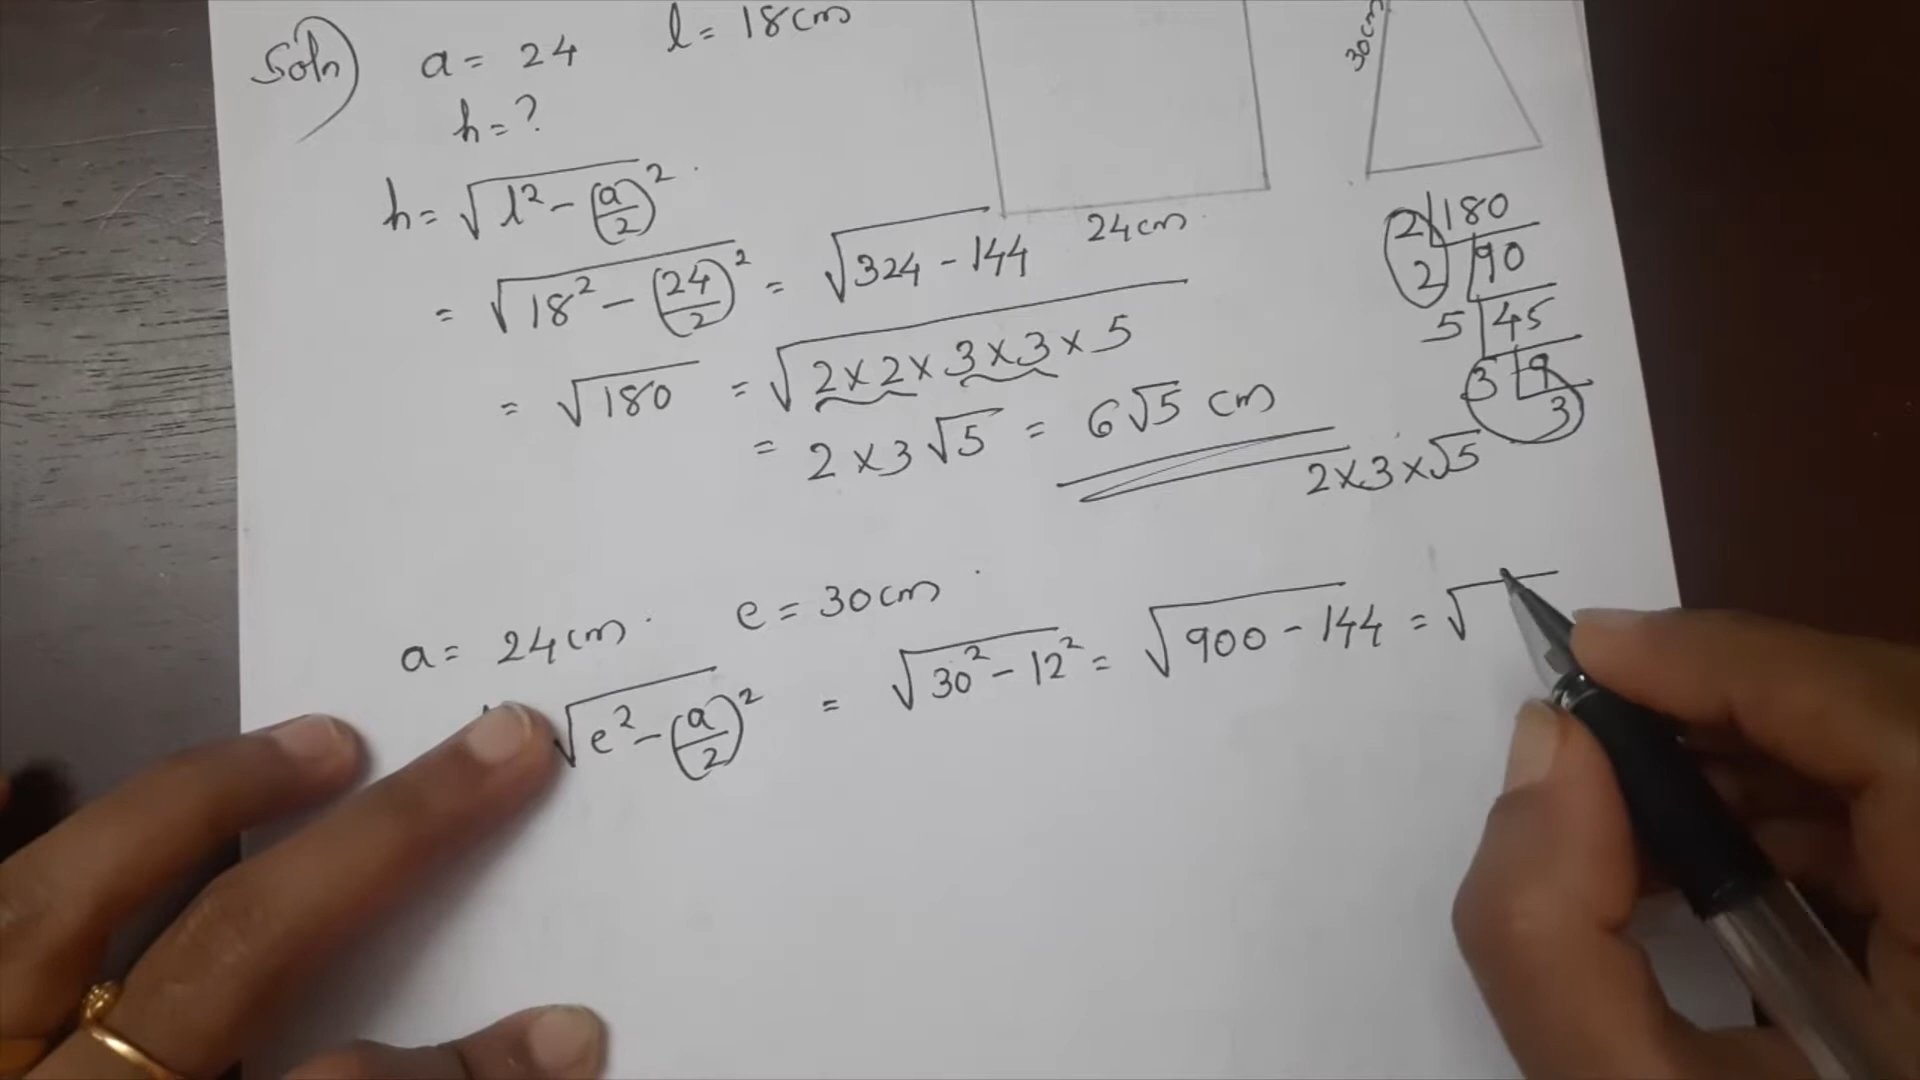 Soln) a = 24 l = 18cm
30cm
h = ?
h = √l² - (a/2)²
24cm
= √18² - (24/2)² = √324 - 144
= √180 = √2×2×3×3×5
= 2×3√5 = 6√5 cm
2 180
2 90
5 45
3 9
3
2×3×√5
a = 24cm. e = 30cm
√e² - (a/2)² = √30² - 12² = √900 - 144 = √